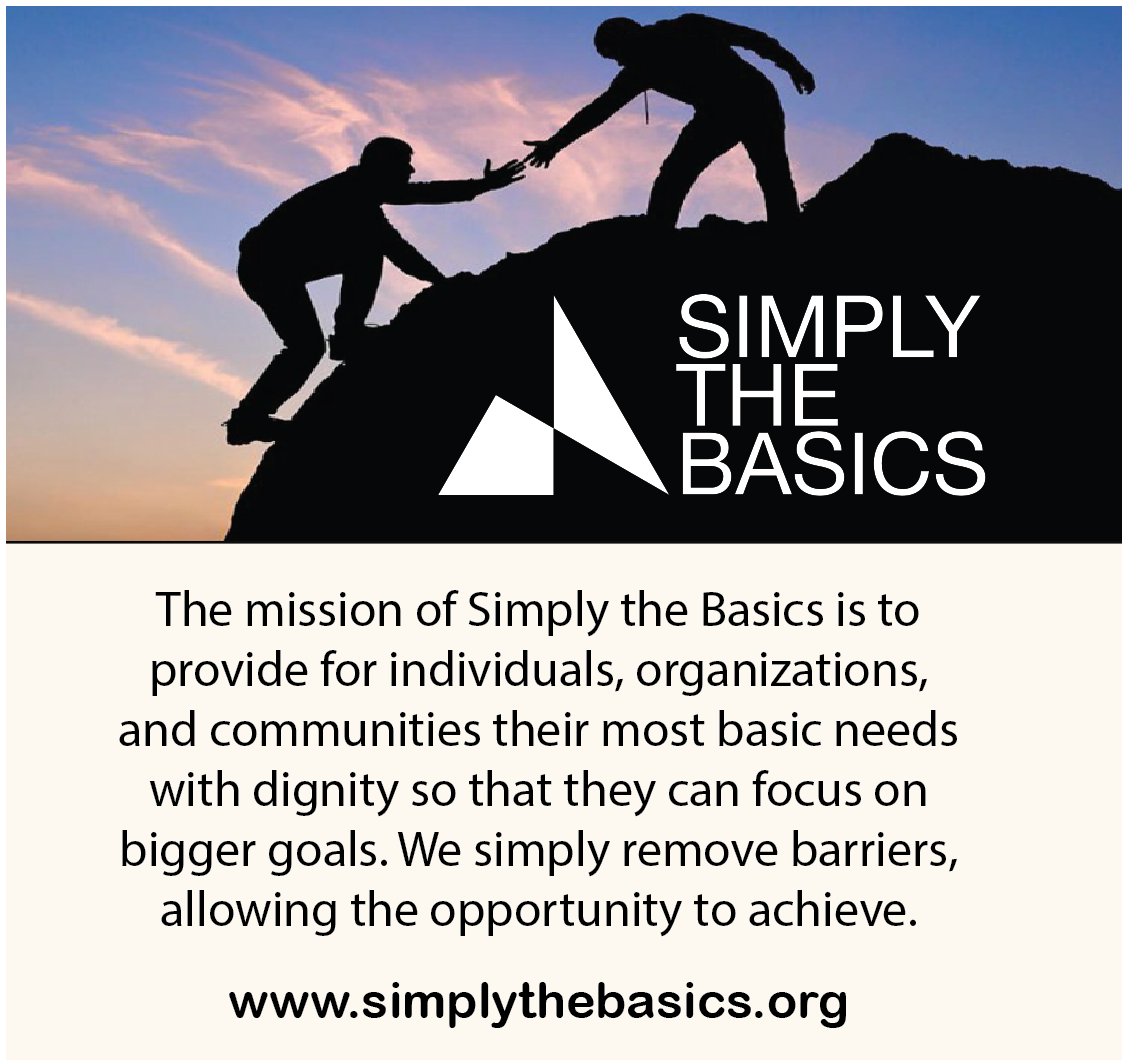 SIMPLY
THE
BASICS
The mission of Simply the Basics is to
provide for individuals, organizations,
and communities their most basic needs
with dignity so that they can focus on
bigger goals. We simply remove barriers,
allowing the opportunity to achieve.
www.simplythebasics.org